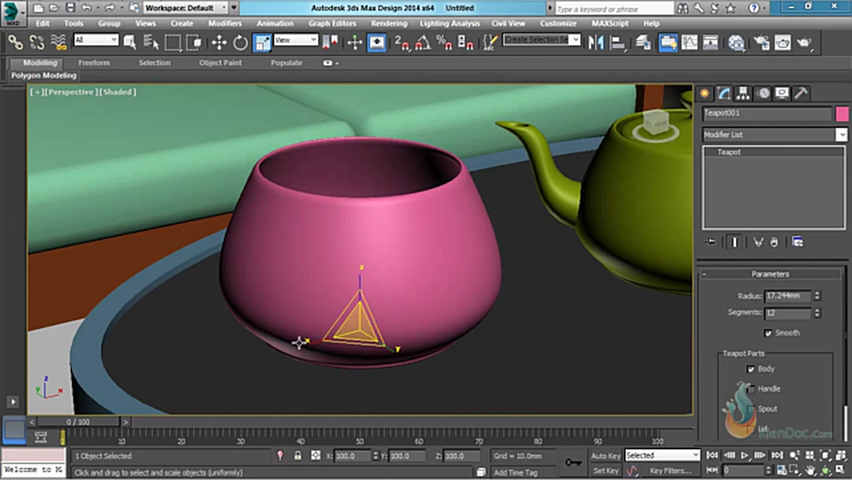 Workspace: Default
Autodesk 3ds Max Design 2014 x64
Untitled
Type a keyword or phrase
Edit Tools Group Views Create Modifiers Animation Graph Editors Rendering Lighting Analysis Civil View Customize MAXScript Help
All
View
Create Selection Se
Modeling Freeform Selection Object Paint Populate
Polygon Modeling
[+][Perspective][Shaded]
Teapot001
Modifier List
Teapot
Parameters
Radius: 17.244mm
Segments: 12
Smooth
Teapot Parts
Body
Handle
Spout
Lid
z
x
y
z
y
x
0 / 100
10 20 30 40 50 60 70 80 90 100
1 Object Selected
X: 100.0
Y: 100.0
Z: 100.0
Grid = 10.0mm
Auto Key
Selected
Welcome to M
Click and drag to select and scale objects (uniformly)
Add Time Tag
Set Key
Key Filters...
0